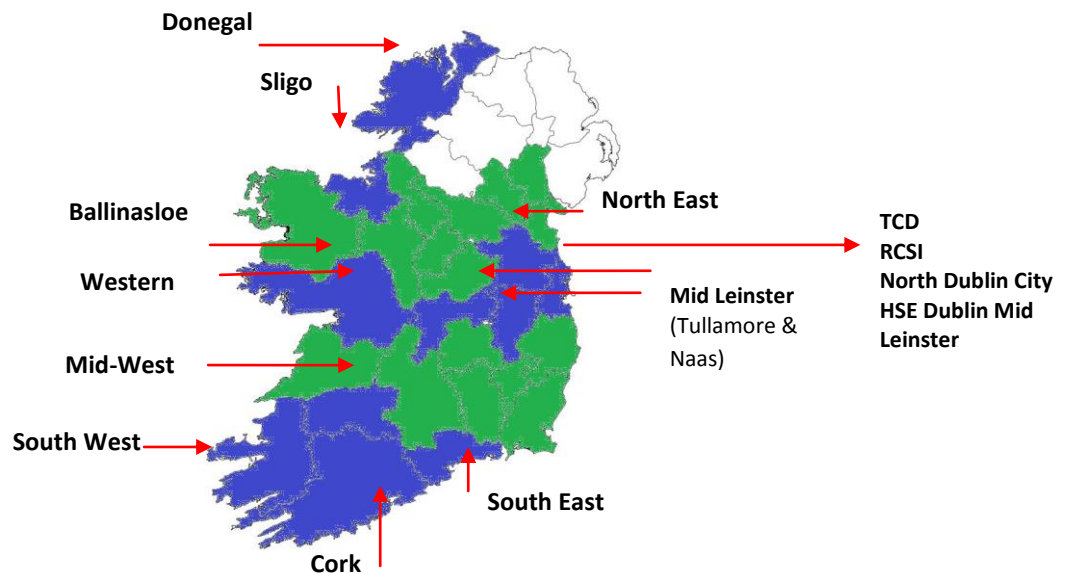 Donegal
Sligo
Ballinasloe
North East
TCD
RCSI
North Dublin City
HSE Dublin Mid
Leinster
Western
Mid Leinster
(Tullamore &
Naas)
Mid-West
South West
South East
Cork